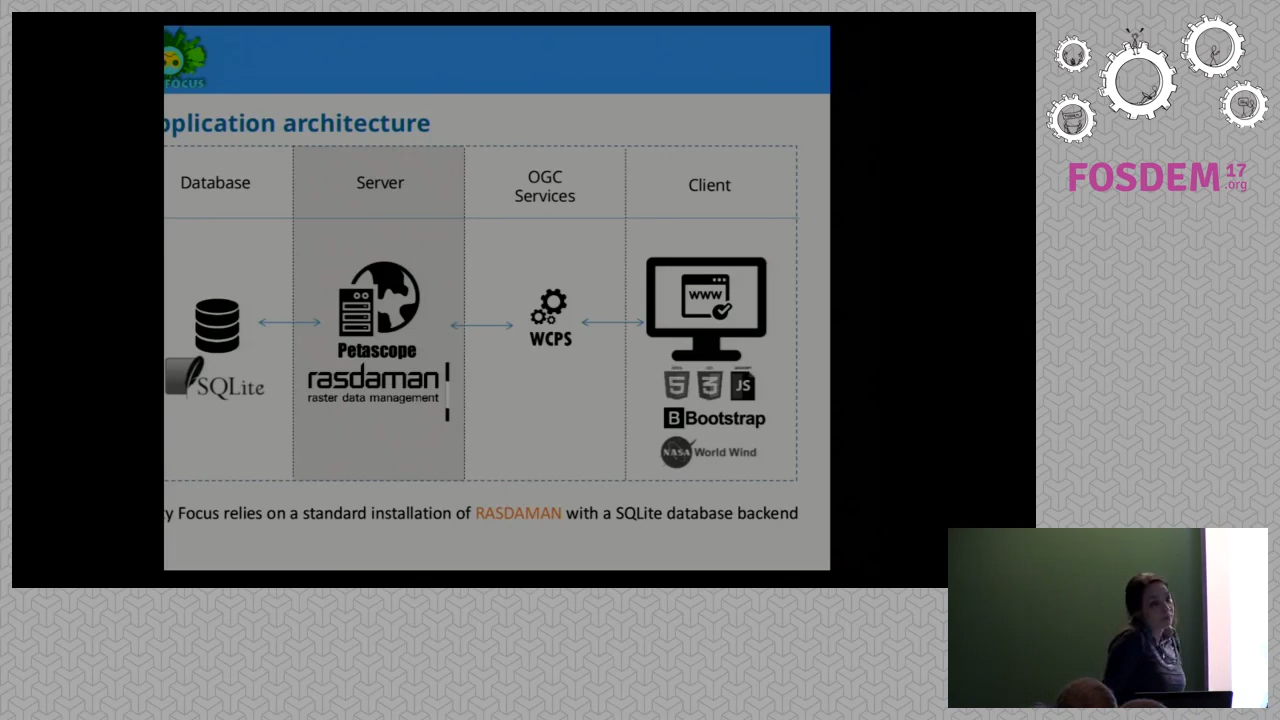 FOCUS
pplication architecture
Database
Server
OGC
Services
Client
www
Petascope
rasdaman
raster data management
SQLite
WCPS
5
3
JS
B Bootstrap
NASA World Wind
y Focus relies on a standard installation of RASDAMAN with a SQLite database backend
FOSDEM 17
.org